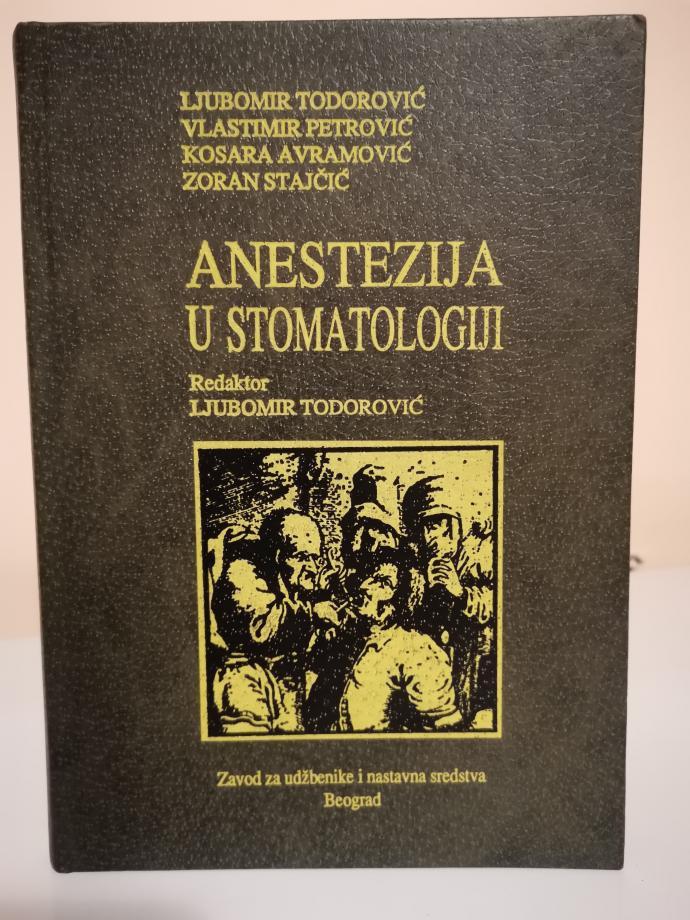 LJUBOMIR TODOROVIĆ
VLASTIMIR PETROVIĆ
KOSARA AVRAMOVIĆ
ZORAN STAJČIĆ
ANESTEZIJA
U STOMATOLOGIJI
Redaktor
LJUBOMIR TODOROVIĆ
Zavod za udžbenike i nastavna sredstva
Beograd